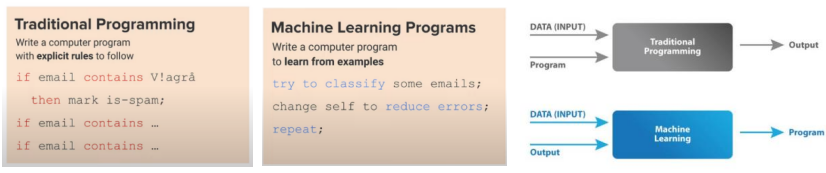 Traditional Programming
Write a computer program
with explicit rules to follow
if email contains V!agrå
then mark is-spam;
if email contains …
if email contains …
Machine Learning Programs
Write a computer program
to learn from examples
try to classify some emails;
change self to reduce errors;
repeat;
DATA (INPUT)
Program
Traditional
Programming
Output
DATA (INPUT)
Output
Machine
Learning
Program